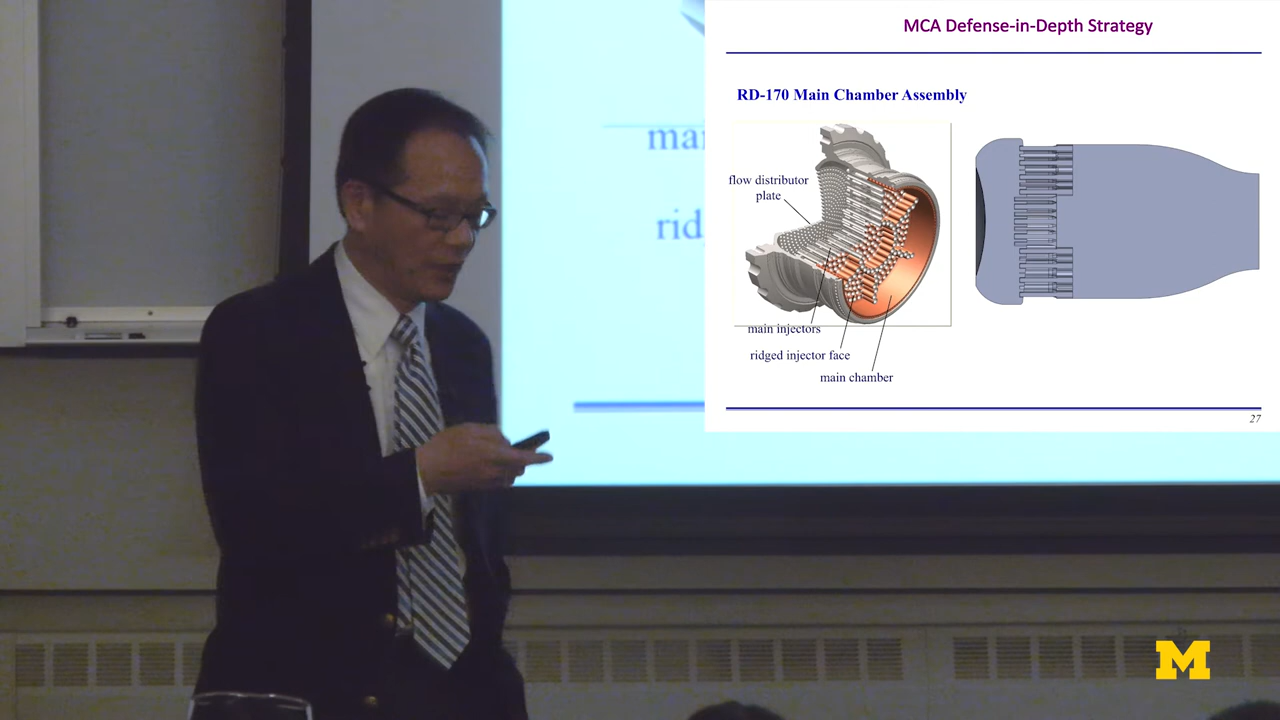 MCA Defense-in-Depth Strategy
RD-170 Main Chamber Assembly
flow distributor
plate
main injectors
ridged injector face
main chamber
27
M